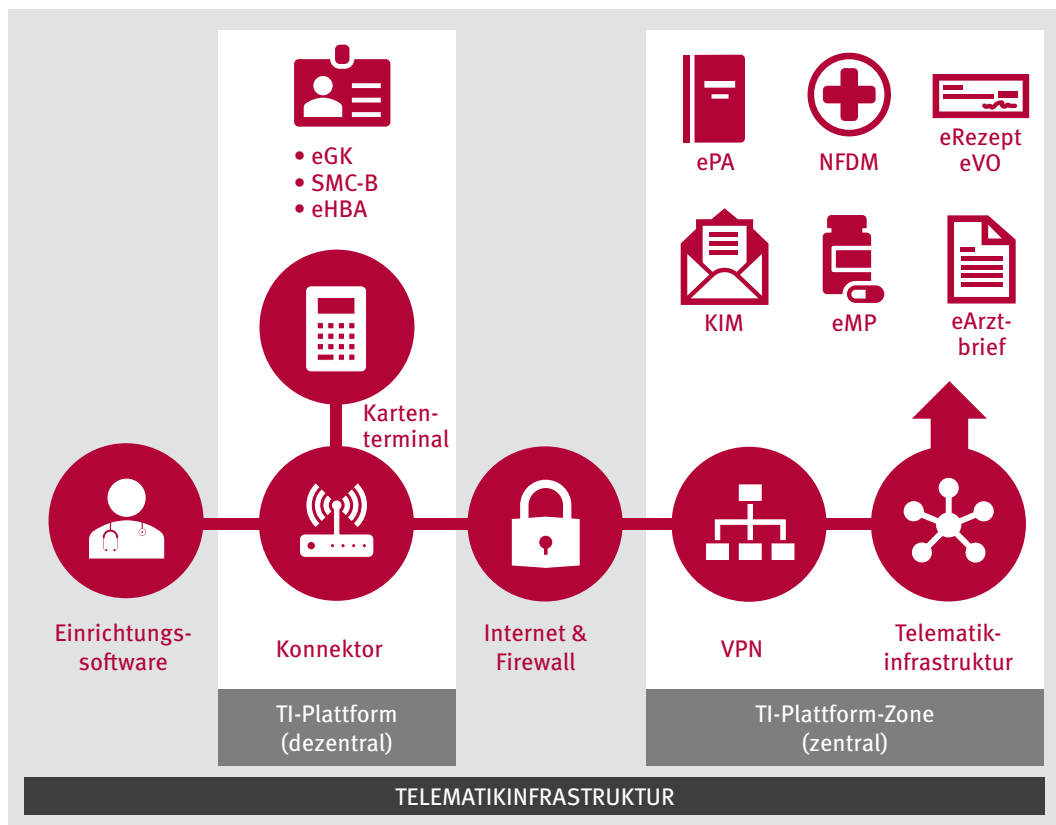 • eGK
• SMC-B
• eHBA
Karten-
terminal
ePA
NFDM
eRezept
eVO
KIM
eMP
eArzt-
brief
Einrichtungs-
software
Konnektor
Internet &
Firewall
VPN
Telematik-
infrastruktur
TI-Plattform
(dezentral)
TI-Plattform-Zone
(zentral)
TELEMATIKINFRASTRUKTUR